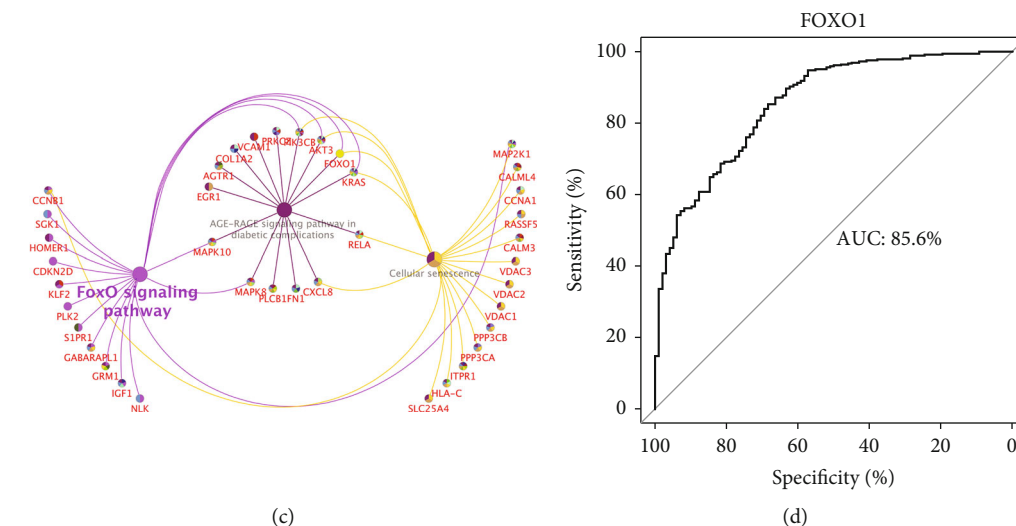 PRKCZ
PIK3CB
VCAM1
AKT3
COL1A2
FOXO1
AGTR1
KRAS
EGR1
AGE-RAGE signaling pathway in
diabetic complications
MAPK10
RELA
MAPK8
PLCB1
FN1
CXCL8
CCNB1
SGK1
HOMER1
CDKN2D
KLF2
PLK2
S1PR1
GABARAPL1
GRM1
IGF1
NLK
FoxO signaling
pathway
MAP2K1
CALML4
CCNA1
RASSF5
CALM3
VDAC3
VDAC2
VDAC1
PPP3CB
PPP3CA
ITPR1
HLA-C
SLC25A4
Cellular senescence
(c)
FOXO1
Sensitivity (%)
100
80
60
40
20
0
AUC: 85.6%
100 80 60 40 20 0
Specificity (%)
(d)